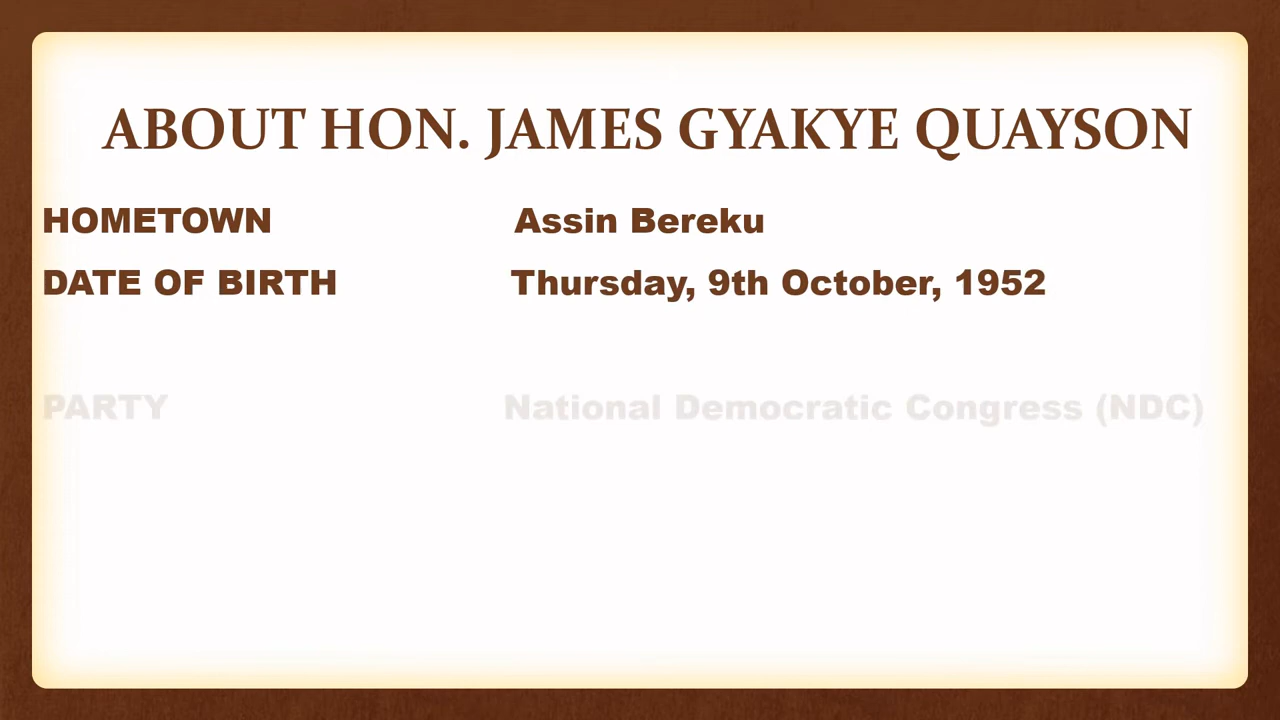 ABOUT HON. JAMES GYAKYE QUAYSON
HOMETOWN Assin Bereku
DATE OF BIRTH Thursday, 9th October, 1952
PARTY National Democratic Congress (NDC)